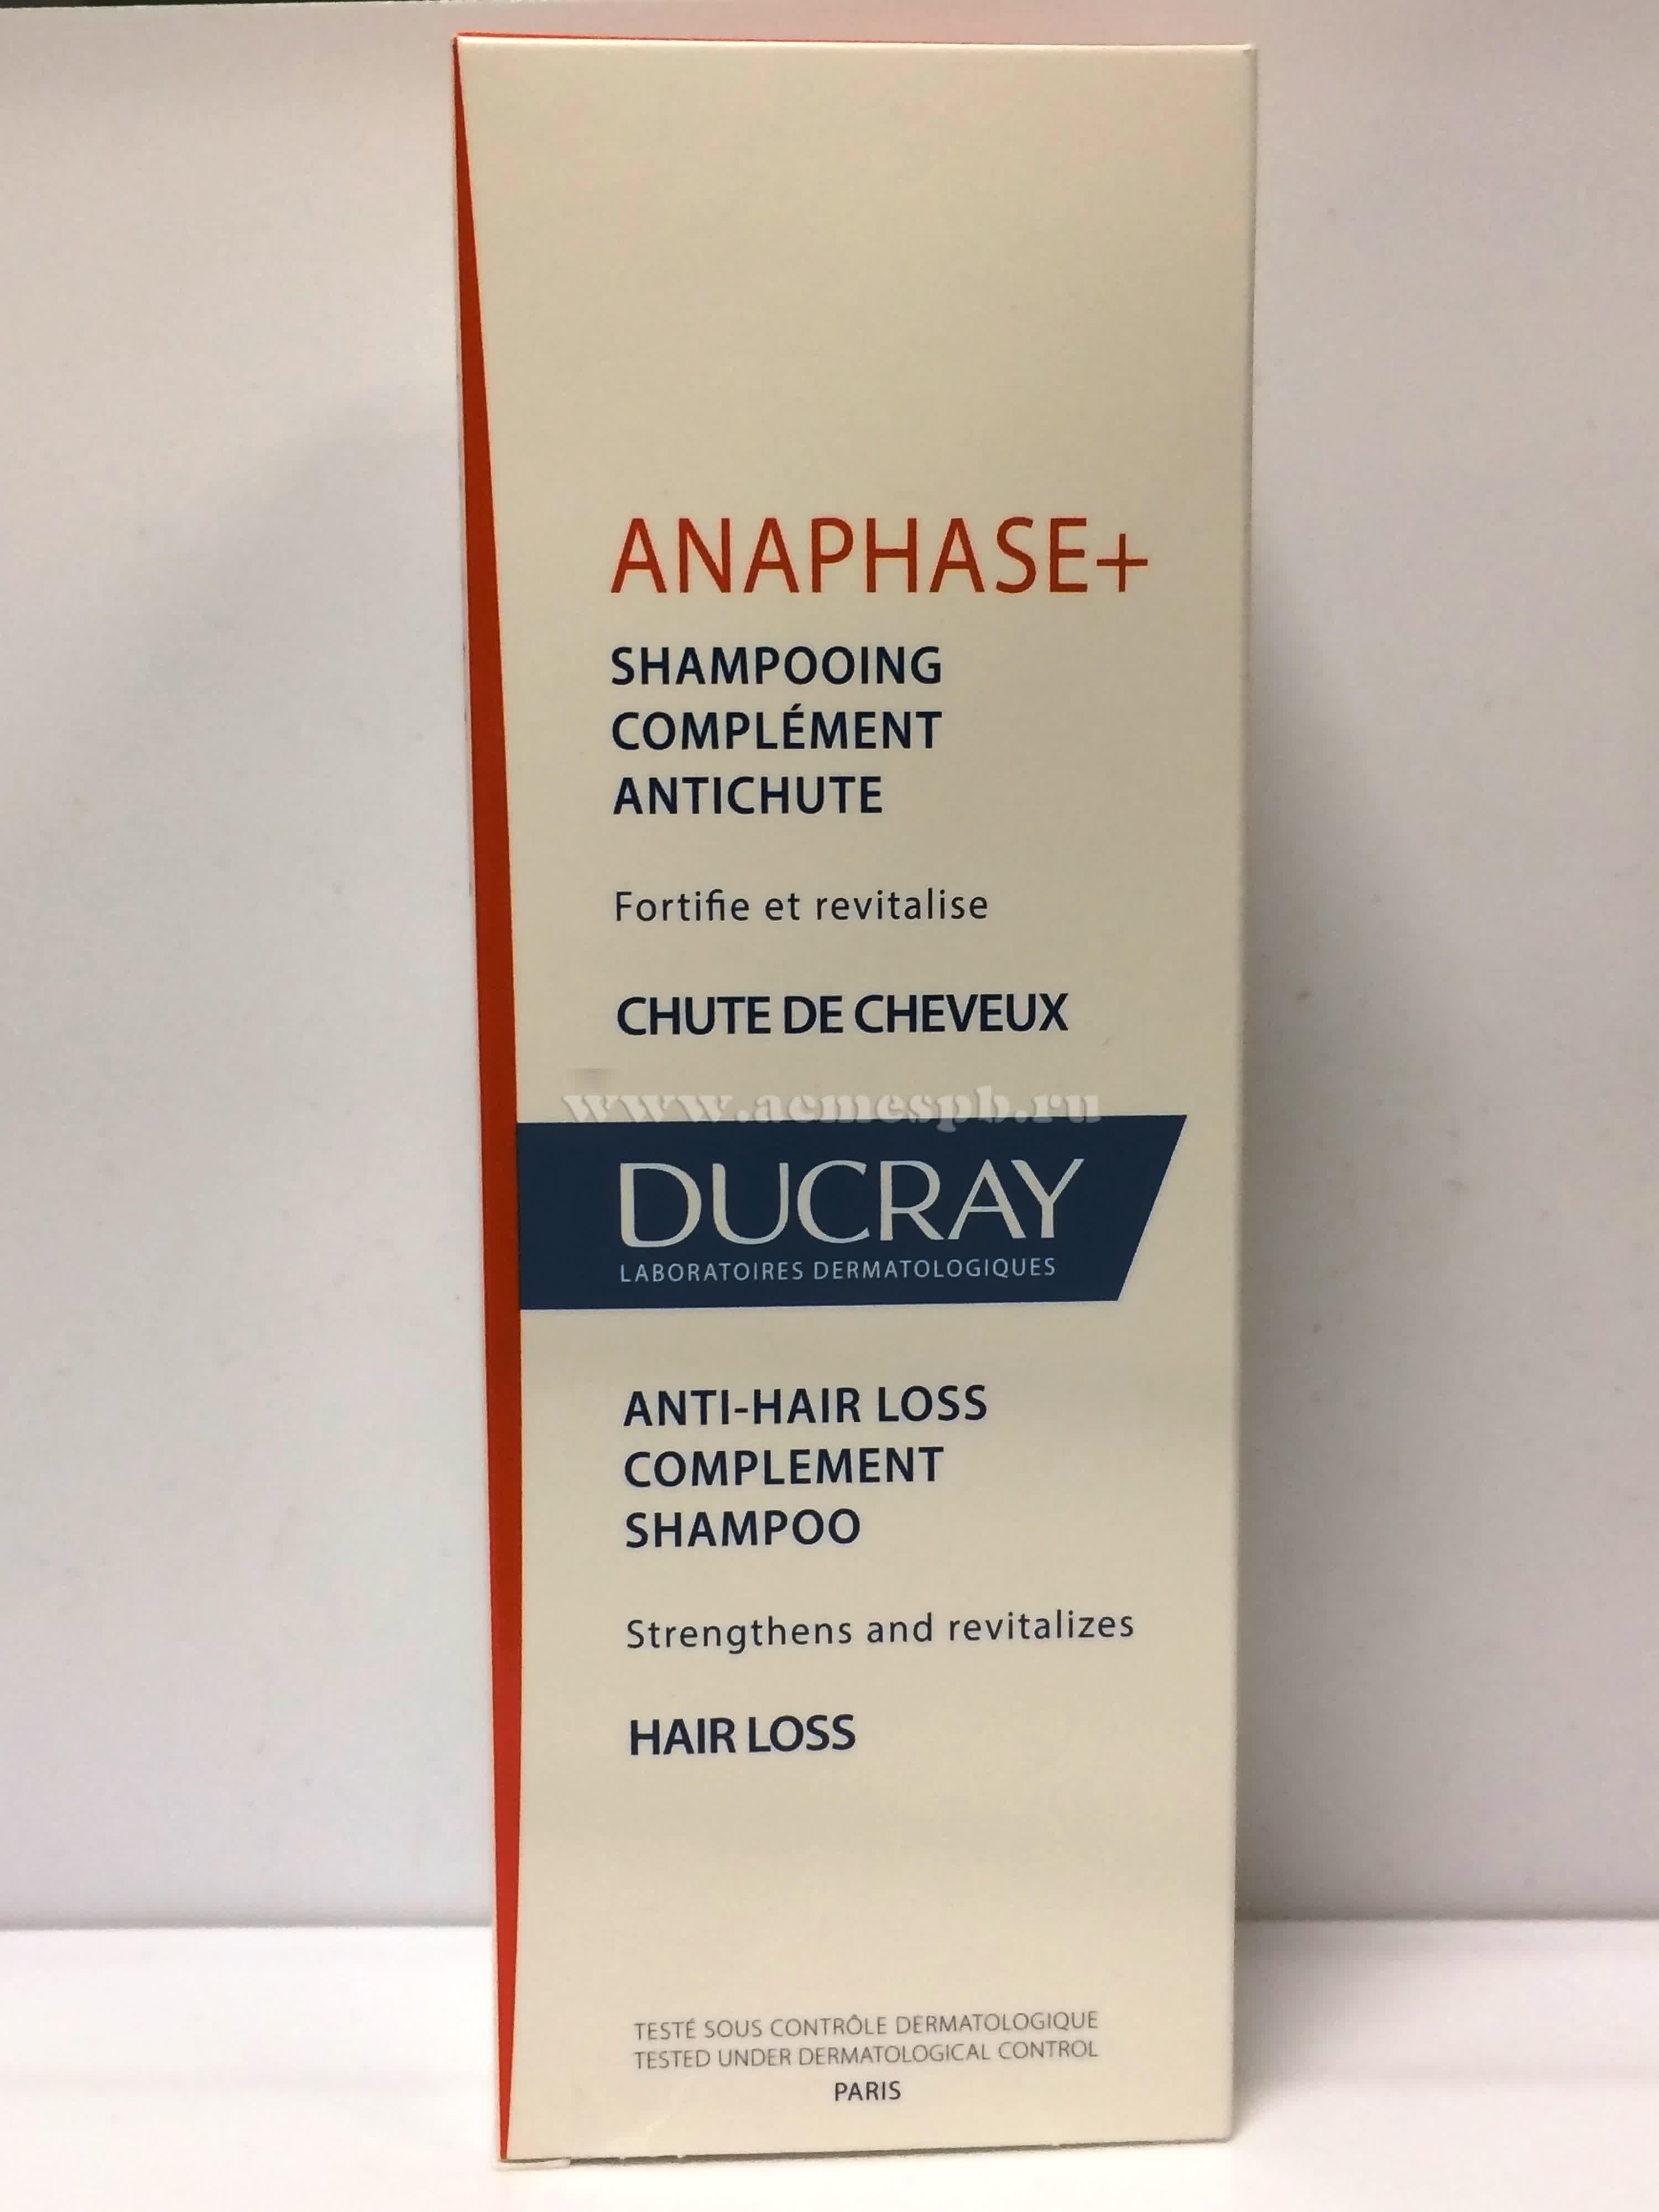 ANAPHASE+
SHAMPOOING
COMPLÉMENT
ANTICHUTE
Fortifie et revitalise
CHUTE DE CHEVEUX
www.acmespb.ru
DUCRAY
LABORATOIRES DERMATOLOGIQUES
ANTI-HAIR LOSS
COMPLEMENT
SHAMPOO
Strengthens and revitalizes
HAIR LOSS
TESTÉ SOUS CONTRÔLE DERMATOLOGIQUE
TESTED UNDER DERMATOLOGICAL CONTROL
PARIS